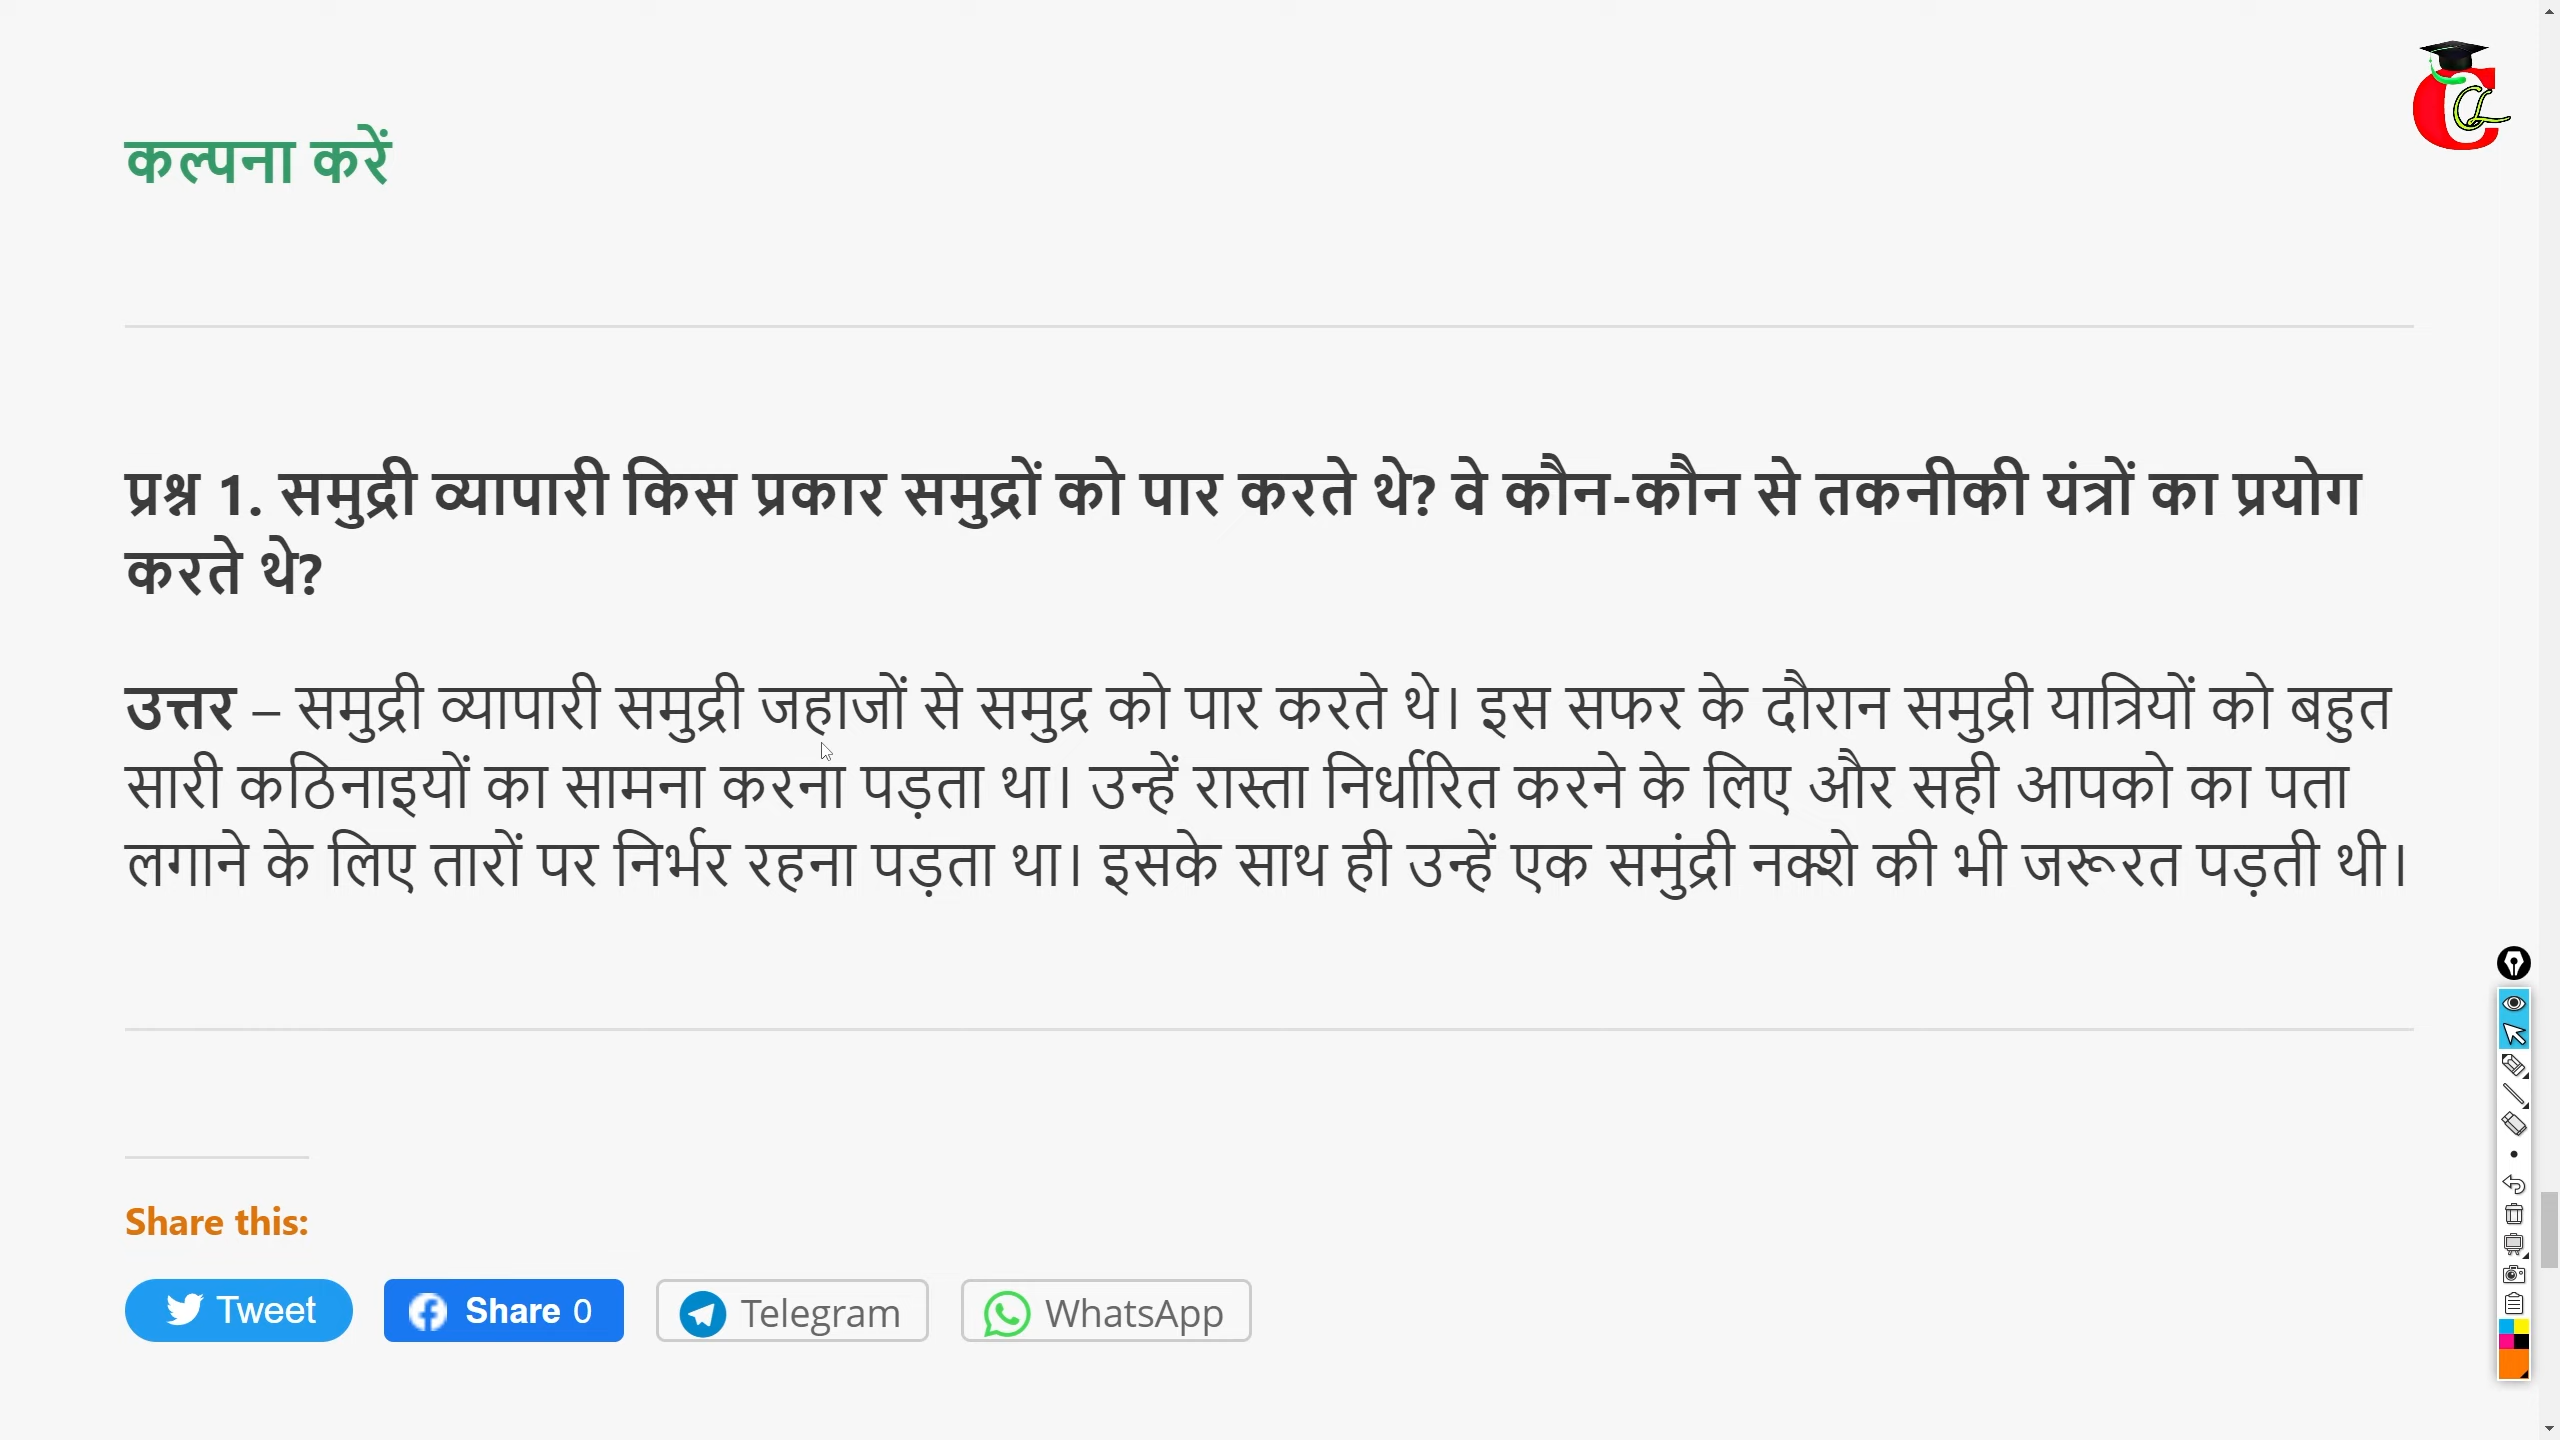 कल्पना करें
प्रश्न 1. समुद्री व्यापारी किस प्रकार समुद्रों को पार करते थे? वे कौन-कौन से तकनीकी यंत्रों का प्रयोग
करते थे?
उत्तर – समुद्री व्यापारी समुद्री जहाजों से समुद्र को पार करते थे। इस सफर के दौरान समुद्री यात्रियों को बहुत
सारी कठिनाइयों का सामना करना पड़ता था। उन्हें रास्ता निर्धारित करने के लिए और सही आपको का पता
लगाने के लिए तारों पर निर्भर रहना पड़ता था। इसके साथ ही उन्हें एक समुंद्री नक्शे की भी जरूरत पड़ती थी।
Share this:
Tweet Share 0 Telegram WhatsApp